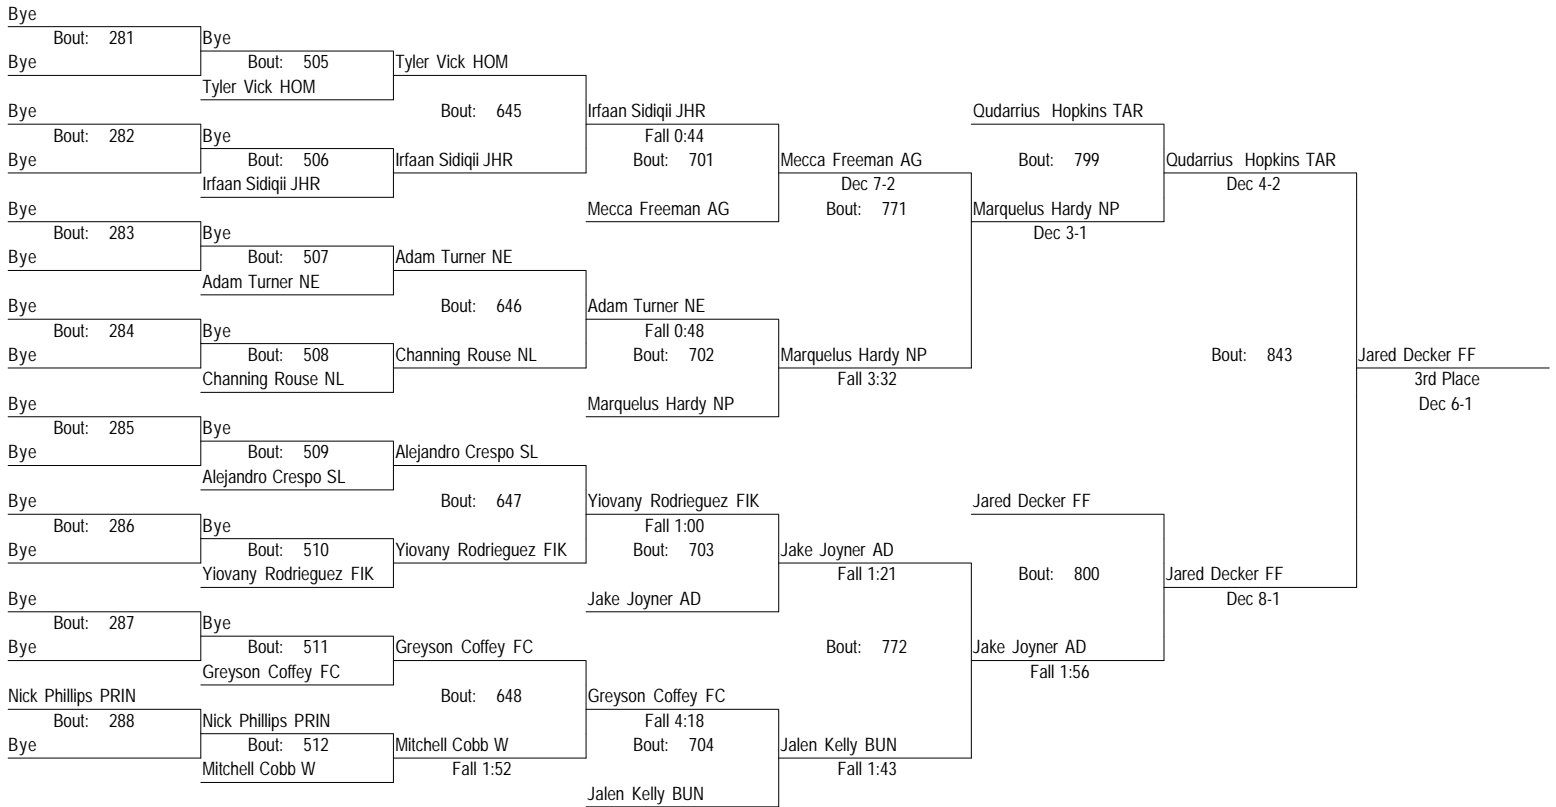 Bye
Bout: 281
Bye
Bye
Bout: 505
Tyler Vick HOM
Tyler Vick HOM
Bout: 645
Bye
Bout: 282
Bye
Bye
Bout: 506
Irfaan Sidiqii JHR
Irfaan Sidiqii JHR
Irfaan Sidiqii JHR
Fall 0:44
Bout: 701
Mecca Freeman AG
Mecca Freeman AG
Dec 7-2
Bout: 771
Bye
Bout: 283
Bye
Bye
Bout: 507
Adam Turner NE
Adam Turner NE
Bout: 646
Bye
Bout: 284
Bye
Bye
Bout: 508
Channing Rouse NL
Channing Rouse NL
Adam Turner NE
Fall 0:48
Bout: 702
Marquelus Hardy NP
Marquelus Hardy NP
Fall 3:32
Qudarrius Hopkins TAR
Bout: 799
Marquelus Hardy NP
Dec 3-1
Qudarrius Hopkins TAR
Dec 4-2
Bout: 843
Jared Decker FF
3rd Place
Dec 6-1
Bye
Bout: 285
Bye
Bye
Bout: 509
Alejandro Crespo SL
Alejandro Crespo SL
Bout: 647
Bye
Bout: 286
Bye
Bye
Bout: 510
Yiovany Rodrieguez FIK
Yiovany Rodrieguez FIK
Yiovany Rodrieguez FIK
Fall 1:00
Bout: 703
Jake Joyner AD
Jake Joyner AD
Fall 1:21
Bout: 772
Bye
Bout: 287
Bye
Bye
Bout: 511
Greyson Coffey FC
Greyson Coffey FC
Bout: 648
Nick Phillips PRIN
Bout: 288
Bye
Nick Phillips PRIN
Bout: 512
Mitchell Cobb W
Mitchell Cobb W
Fall 1:52
Greyson Coffey FC
Fall 4:18
Bout: 704
Jalen Kelly BUN
Jalen Kelly BUN
Fall 1:43
Jared Decker FF
Bout: 800
Jake Joyner AD
Fall 1:56
Jared Decker FF
Dec 8-1